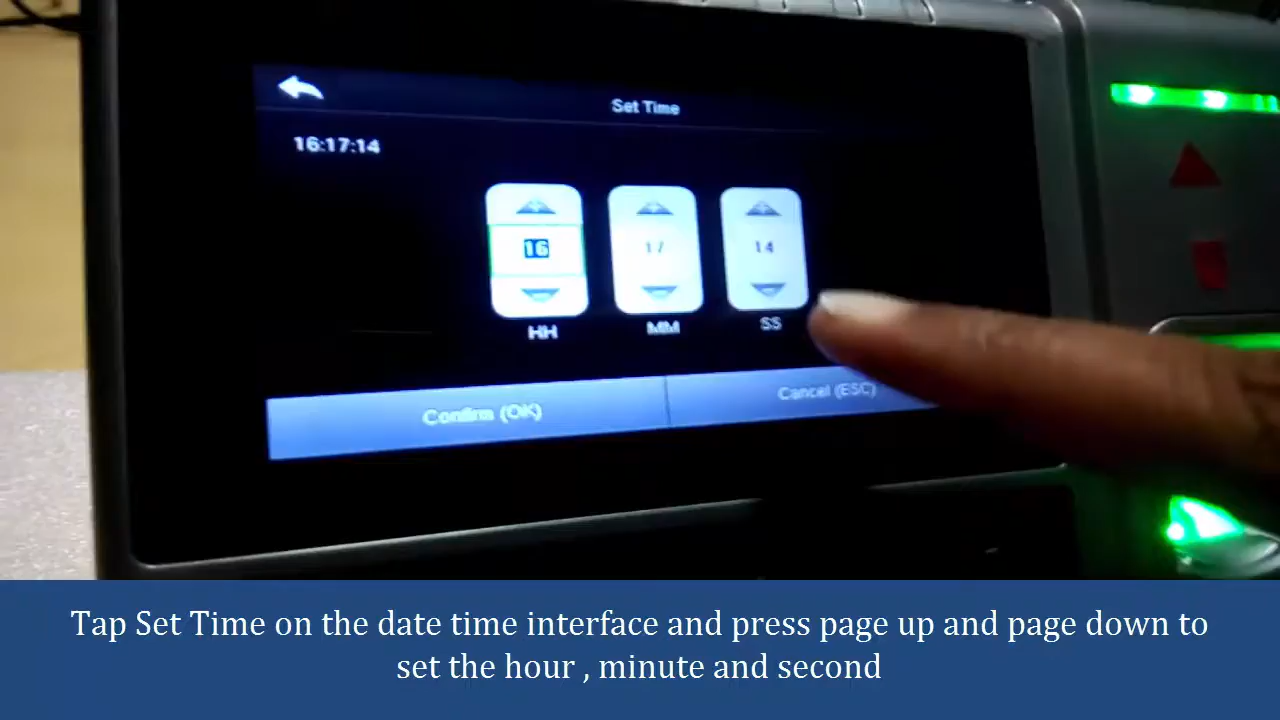 Set Time
16:17:14
16 17 14
HH MM SS
Confirm (OK) Cancel (ESC)
Tap Set Time on the date time interface and press page up and page down to
set the hour , minute and second